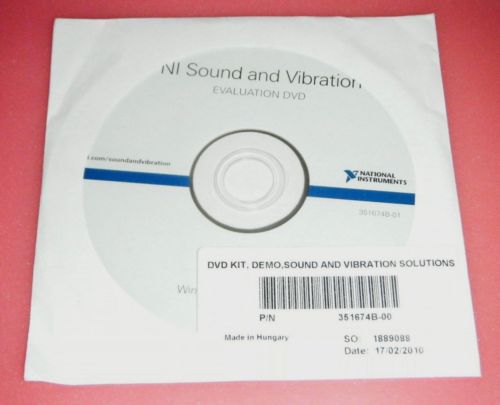 NI Sound and Vibration
EVALUATION DVD
i.com/soundandvibration
NATIONAL
INSTRUMENTS
351674B-01
DVD KIT, DEMO,SOUND AND VIBRATION SOLUTIONS
P/N 351674B-00
Made in Hungary
SO: 1889088
Date: 17/02/2010